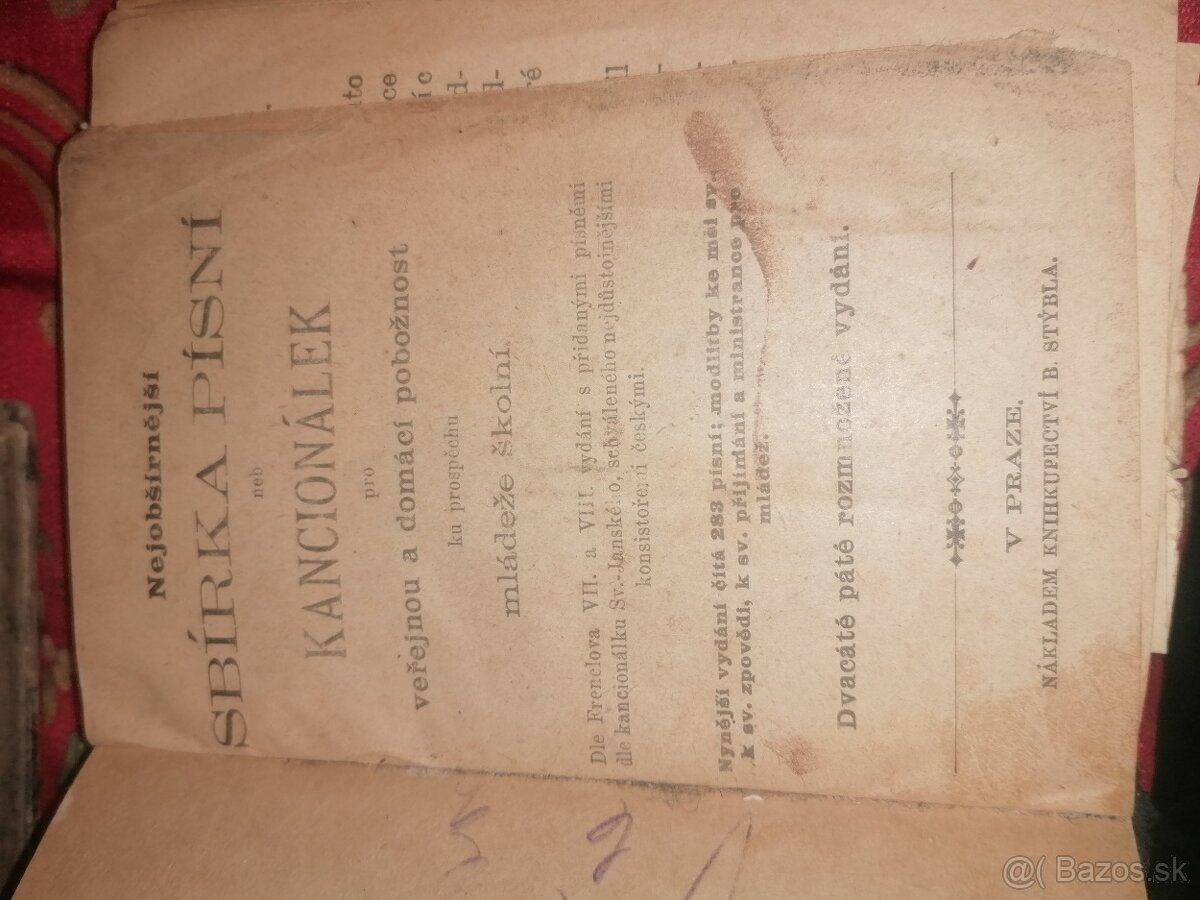 Nejobšírnější
SBÍRKA PÍSNÍ
neb
KANCIONÁLEK
pro
veřejnou a domácí pobožnost
ku prospěchu
mládeže školní.
Dle Frenclova VII. a VIII. vydání s přidanými písněmi
dle kancionálku Sv.-Janského, schváleného nejdůstojnějšími
konsistořemi českými.
Nynější vydání čítá 283 písní; modlitby ke mši sv.
k sv. zpovědi, k sv. přijímání a ministrance pro
mládež.
Dvacáté páté rozmnožené vydání.
V PRAZE.
NÁKLADEM KNIHKUPECTVÍ B. STÝBLA.
@( Bazos.sk